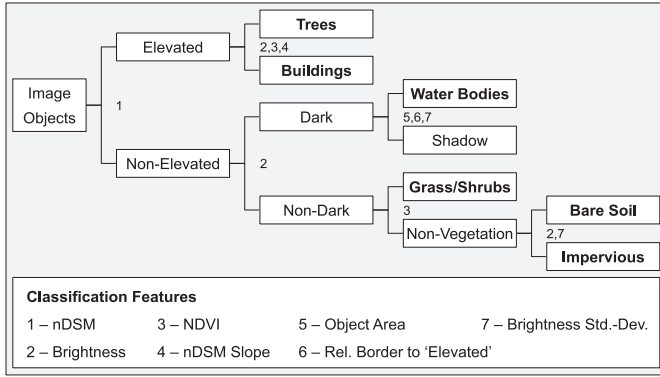 Trees
Elevated
2,3,4
Buildings
Image
Objects
1
Water Bodies
Dark
5,6,7
Shadow
Non-Elevated
2
Grass/Shrubs
Non-Dark
3
Non-Vegetation
Bare Soil
2,7
Impervious
Classification Features
1 – nDSM 3 – NDVI 5 – Object Area 7 – Brightness Std.-Dev.
2 – Brightness 4 – nDSM Slope 6 – Rel. Border to ‘Elevated’